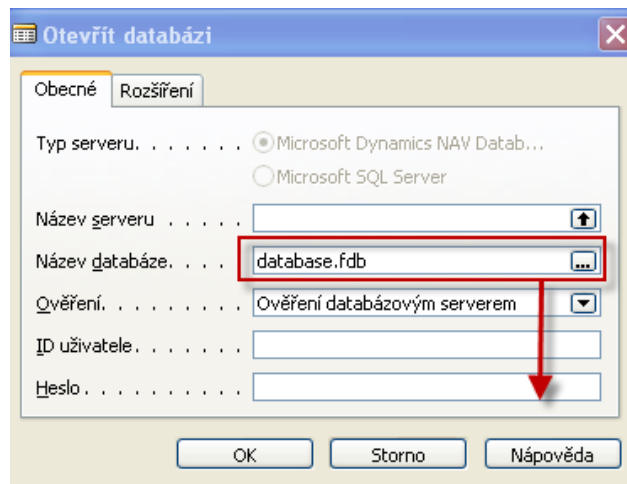 Otevřít databázi
Obecné Rozšíření
Typ serveru. . . . . . . Microsoft Dynamics NAV Datab...
Microsoft SQL Server
Název serveru . . . . .
Název databáze. . . . database.fdb ...
Ověření. . . . . . . . . Ověření databázovým serverem
ID uživatele. . . . . . .
Heslo. . . . . . . . . .
OK Storno Nápověda